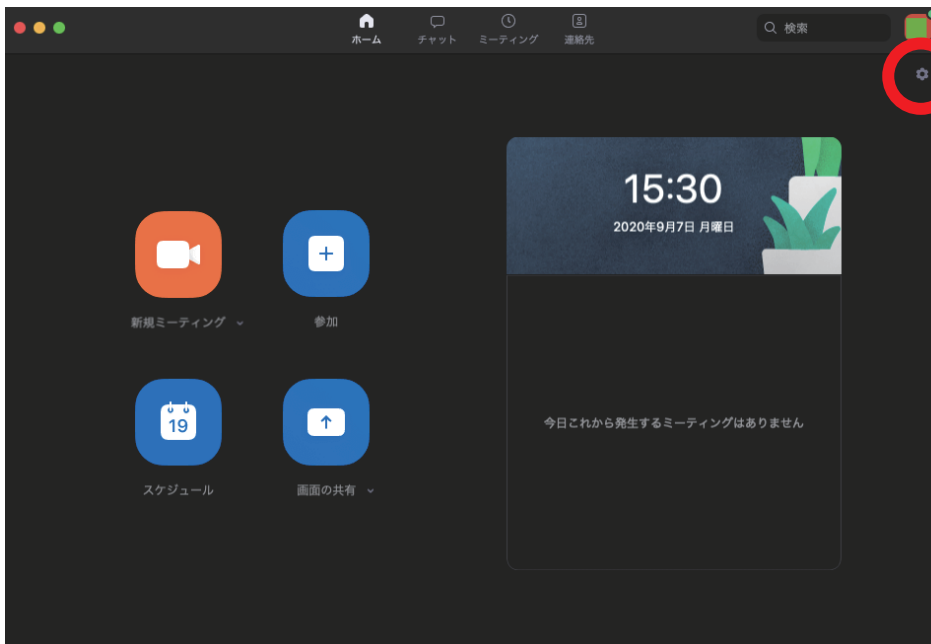 ホーム
チャット
ミーティング
連絡先
検索
15:30
2020年9月7日 月曜日
新規ミーティング
参加
19
スケジュール
画面の共有
今日これから発生するミーティングはありません